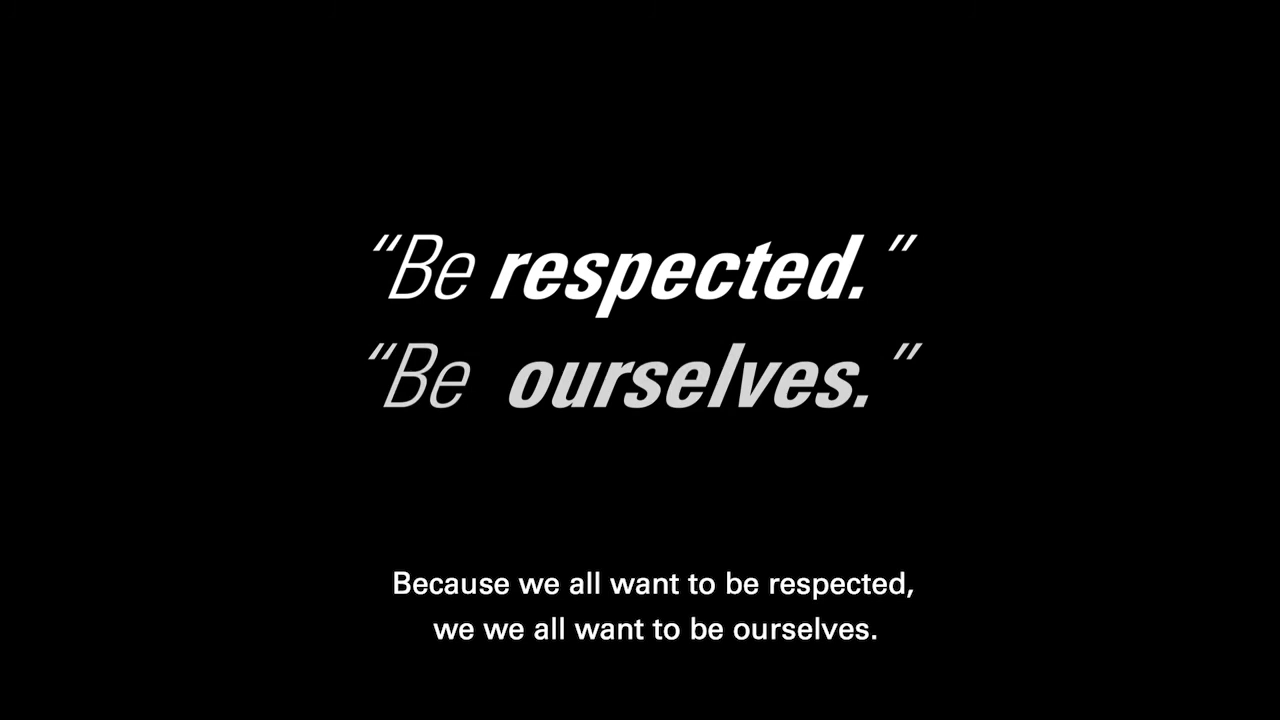 “Be respected.”
“Be ourselves.”
Because we all want to be respected,
we we all want to be ourselves.